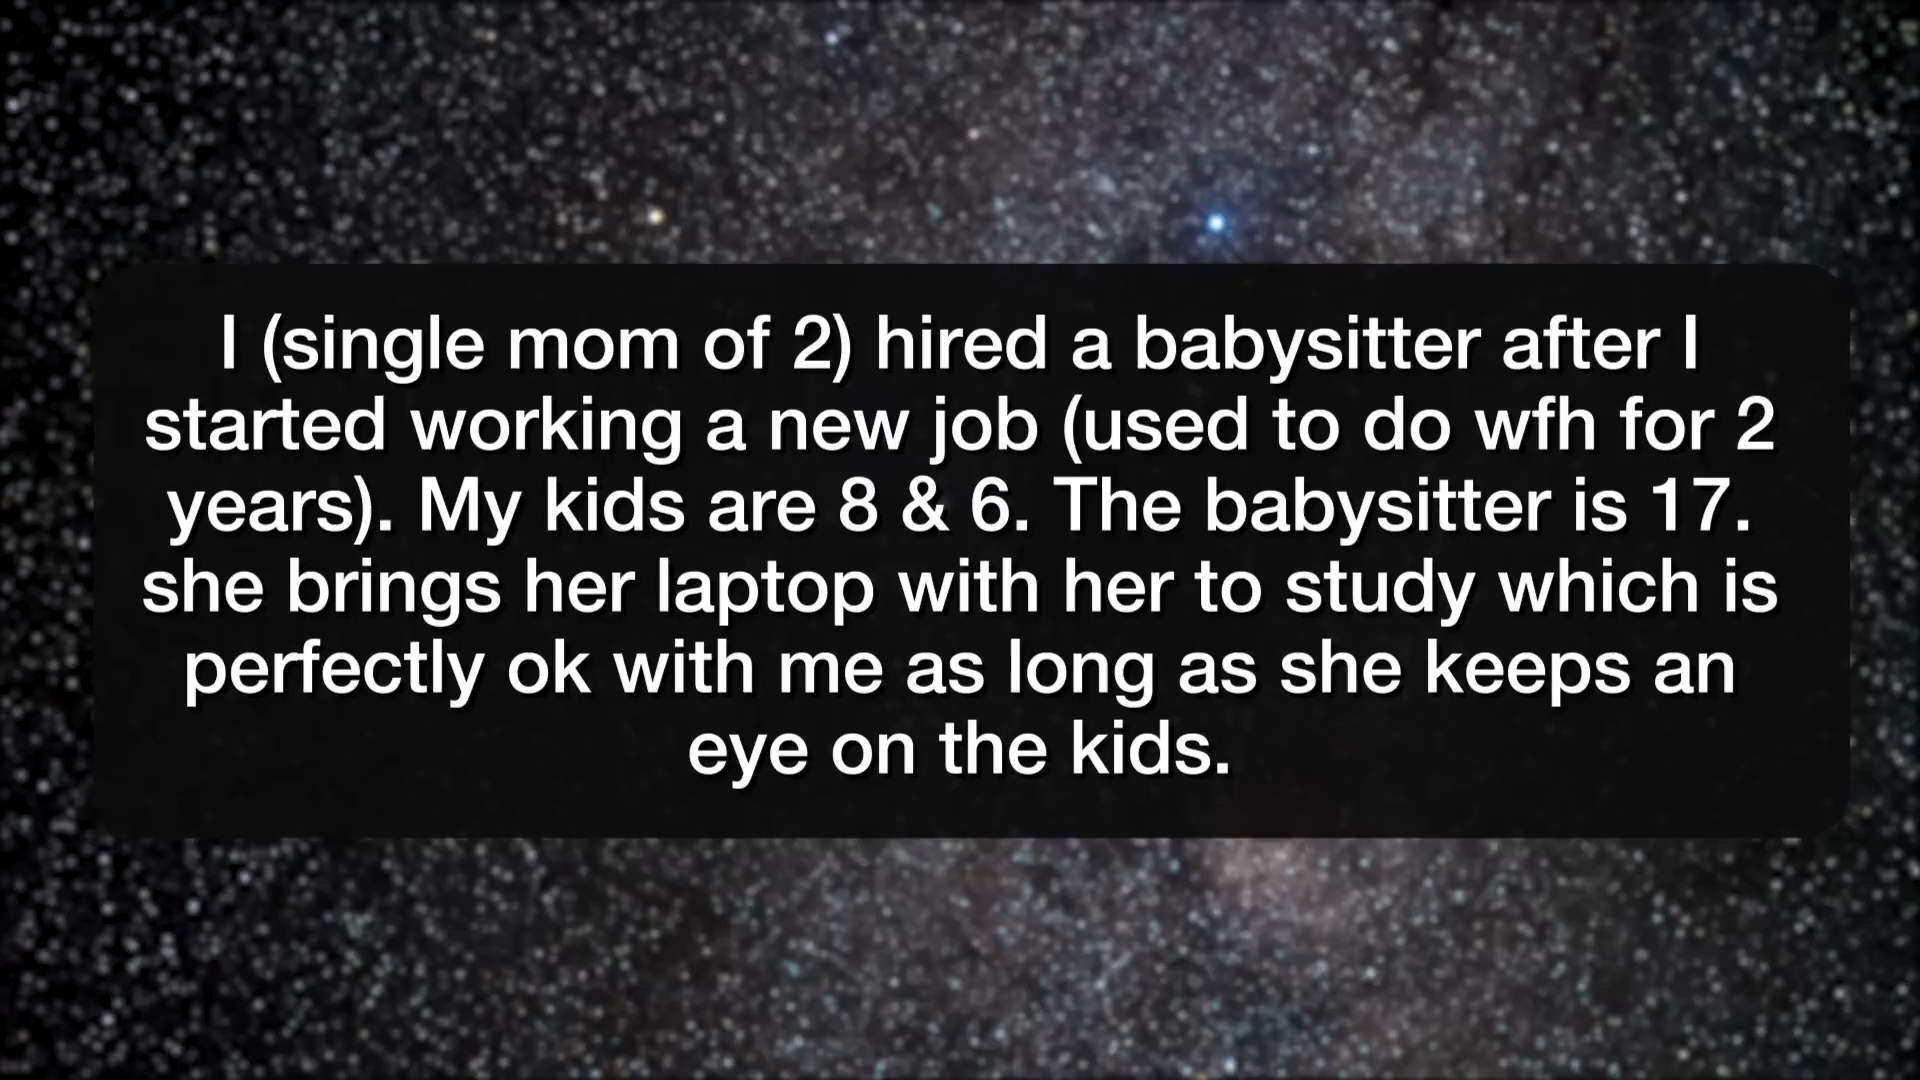 I (single mom of 2) hired a babysitter after I
started working a new job (used to do wfh for 2
years). My kids are 8 & 6. The babysitter is 17.
she brings her laptop with her to study which is
perfectly ok with me as long as she keeps an
eye on the kids.